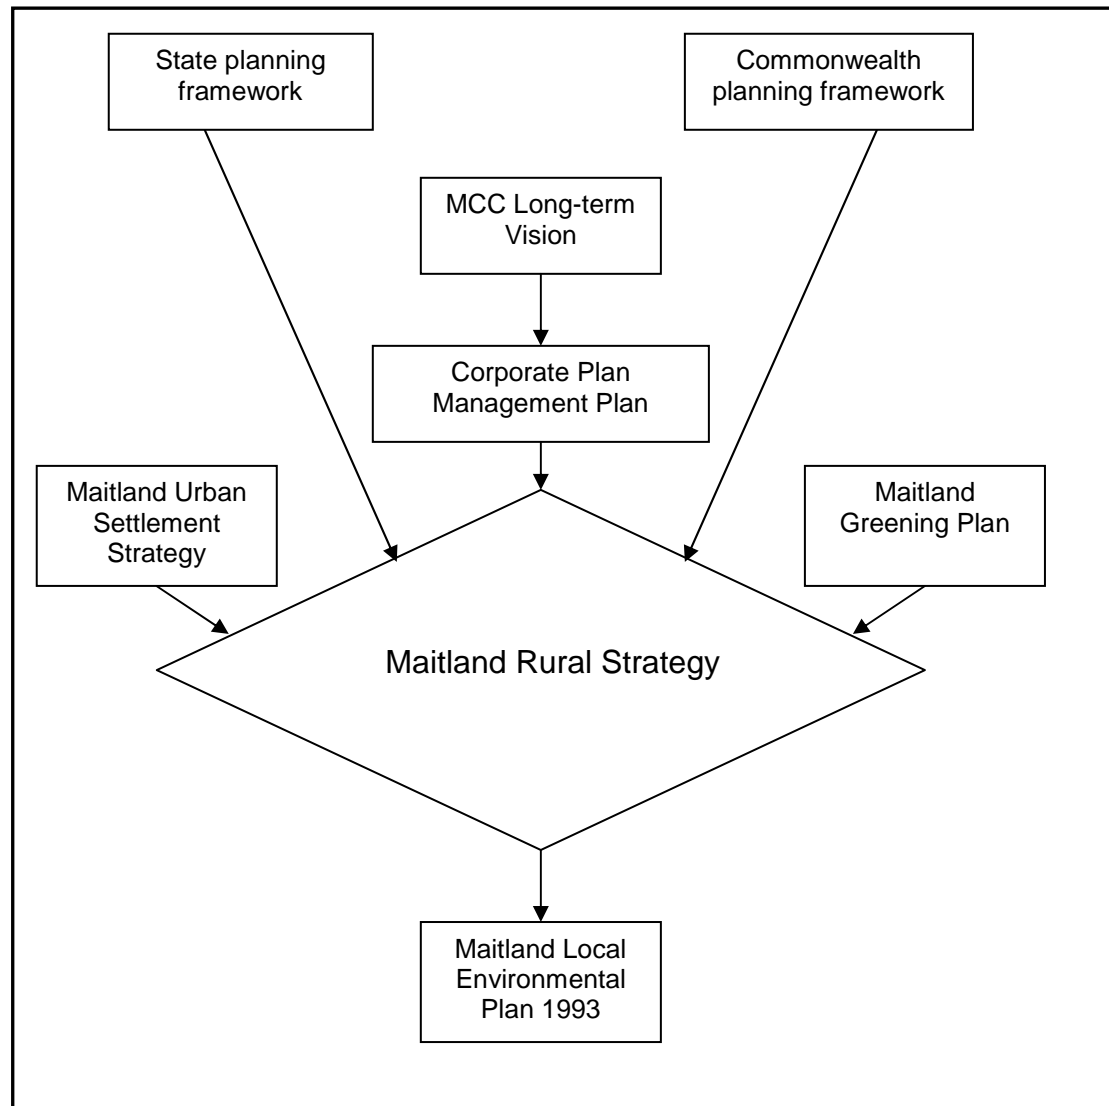 State planning
framework
Commonwealth
planning framework
MCC Long-term
Vision
Corporate Plan
Management Plan
Maitland Urban
Settlement
Strategy
Maitland
Greening Plan
Maitland Rural Strategy
Maitland Local
Environmental
Plan 1993